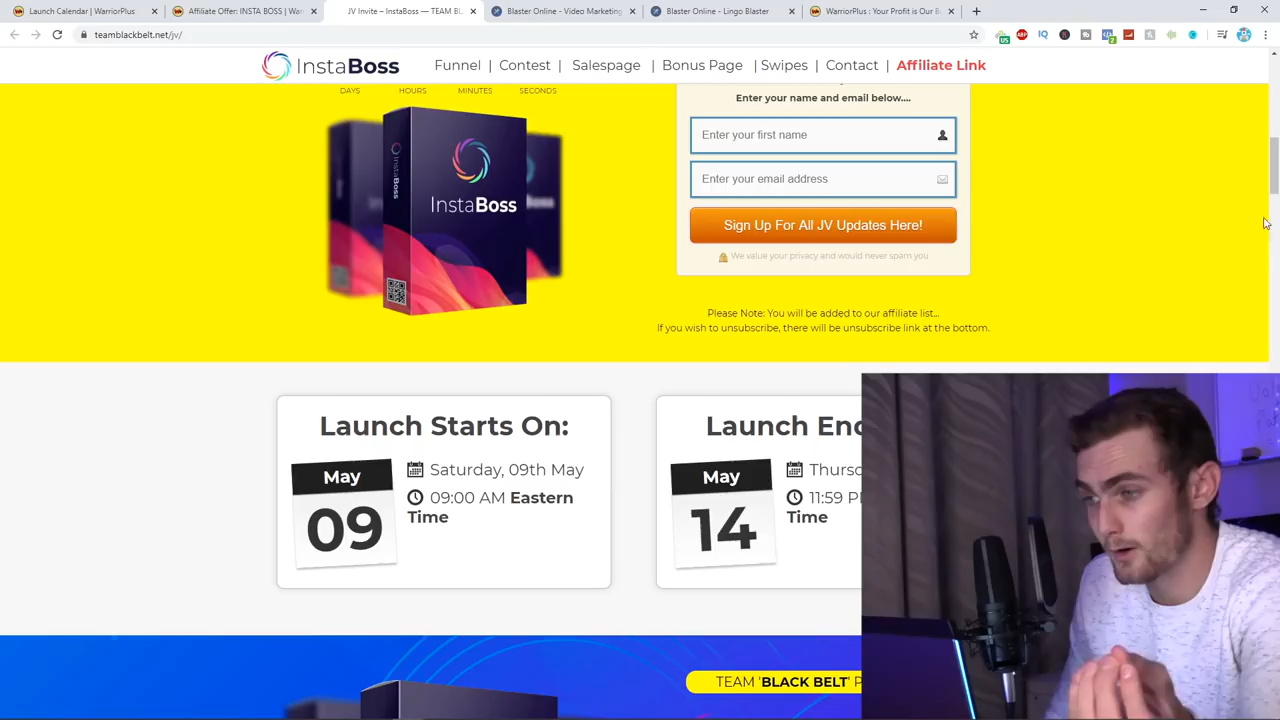 Launch Calendar | WarriorPlus
Affiliate Offer: INSTA BOSS | Warr
JV Invite – InstaBoss — TEAM BL
Blaster Online - Video Marketing
Blaster Online - Lingo Blaster
WarriorPlus : Your Profit is Our B
teamblackbelt.net/jv/
InstaBoss
Funnel | Contest | Salespage | Bonus Page | Swipes | Contact | Affiliate Link
DAYS HOURS MINUTES SECONDS
Enter your name and email below....
Enter your first name
Enter your email address
Sign Up For All JV Updates Here!
We value your privacy and would never spam you
InstaBoss
InstaBoss
Please Note: You will be added to our affiliate list...
If you wish to unsubscribe, there will be unsubscribe link at the bottom.
Launch Starts On:
May
09
Saturday, 09th May
09:00 AM Eastern
Time
Launch End
May
14
Thursd
11:59 P
Time
TEAM 'BLACK BELT' P